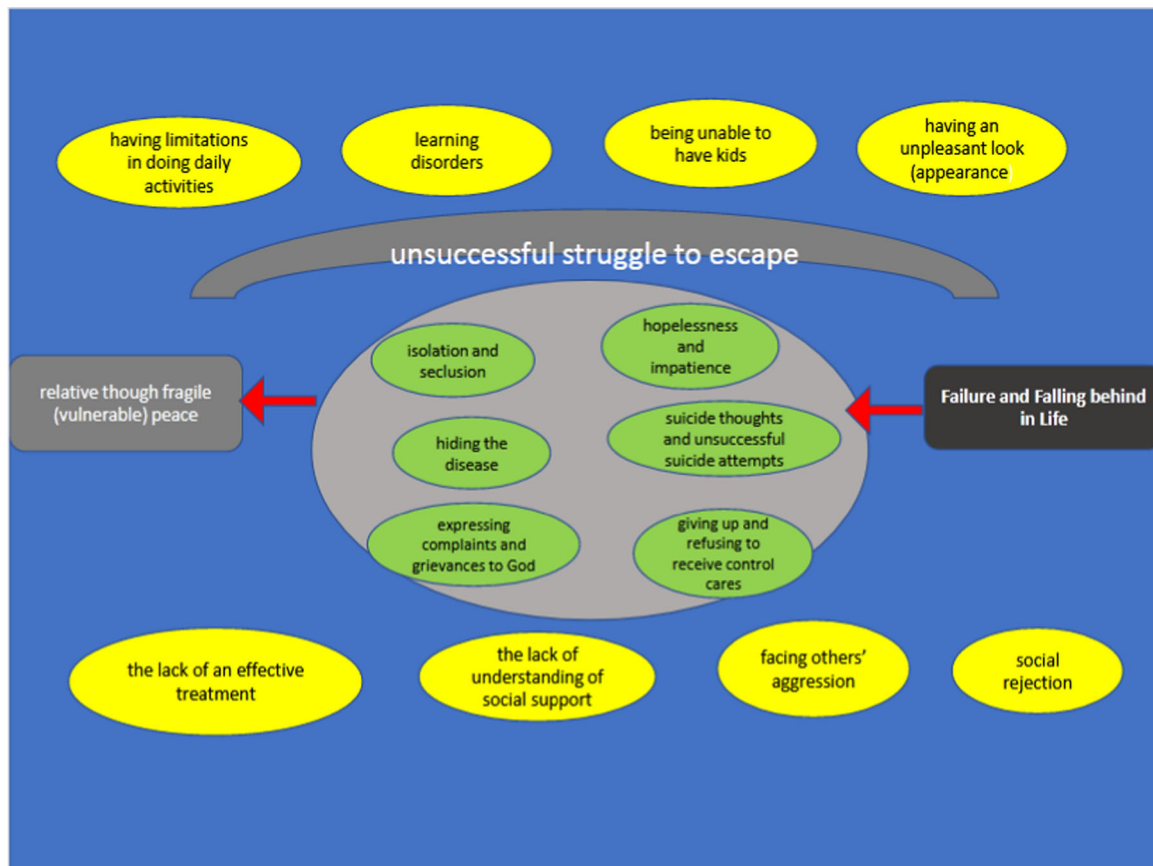 having limitations
in doing daily
activities
learning
disorders
being unable to
have kids
having an
unpleasant look
(appearance)
unsuccessful struggle to escape
isolation and
seclusion
hopelessness
and
impatience
relative though fragile
(vulnerable) peace
Failure and Falling behind
in Life
hiding the
disease
suicide thoughts
and unsuccessful
suicide attempts
expressing
complaints and
grievances to God
giving up and
refusing to
receive control
cares
the lack of an effective
treatment
the lack of
understanding of
social support
facing others’
aggression
social
rejection